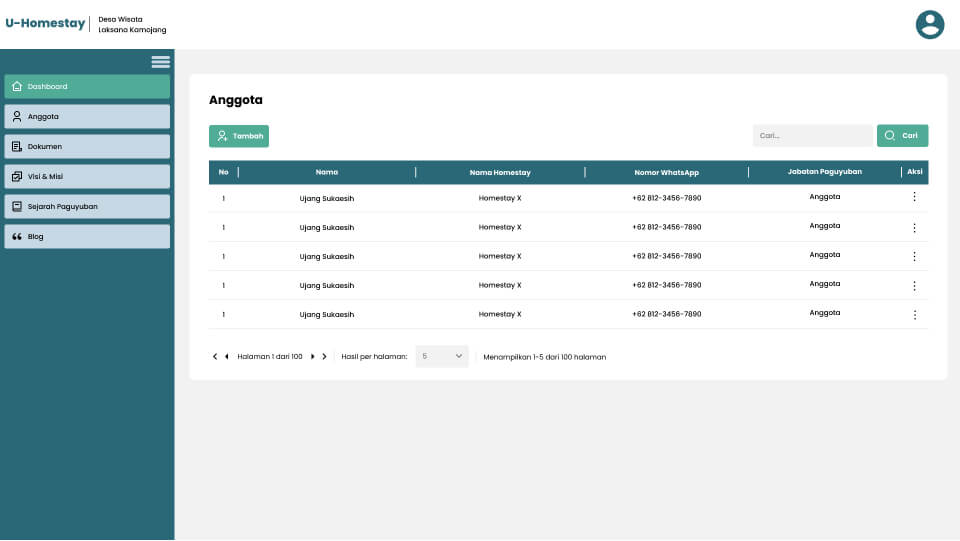 U-Homestay
Desa Wisata
Laksana Kamojang
Dashboard
Anggota
Dokumen
Visi & Misi
Sejarah Paguyuban
Blog
Anggota
Tambah
Cari...
Cari
No Nama Nama Homestay Nomor WhatsApp Jabatan Paguyuban Aksi
1 Ujang Sukaesih Homestay X +62 812-3456-7890 Anggota
1 Ujang Sukaesih Homestay X +62 812-3456-7890 Anggota
1 Ujang Sukaesih Homestay X +62 812-3456-7890 Anggota
1 Ujang Sukaesih Homestay X +62 812-3456-7890 Anggota
1 Ujang Sukaesih Homestay X +62 812-3456-7890 Anggota
Halaman 1 dari 100 Hasil per halaman: 5 Menampilkan 1-5 dari 100 halaman